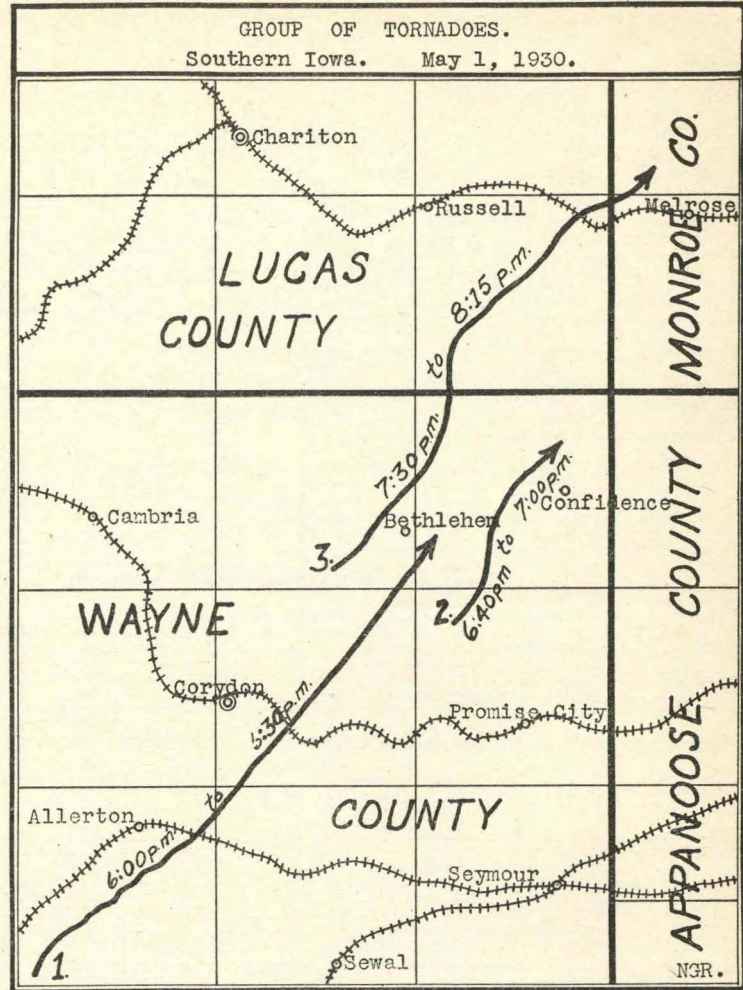 GROUP OF TORNADOES.
Southern Iowa. May 1, 1930.
Chariton
CO.
Russell
Melrose
LUCAS
COUNTY
MONROE
8:15 p.m.
to
7:30 p.m.
3.
Cambria
Bethlehem
Confidence
7:00 p.m.
to
6:40 pm
2.
COUNTY
WAYNE
Corydon
6:30 p.m.
to
6:00 p.m.
1.
Promise City
Allerton
COUNTY
APPANOOSE
Seymour
Sewal
NGR.